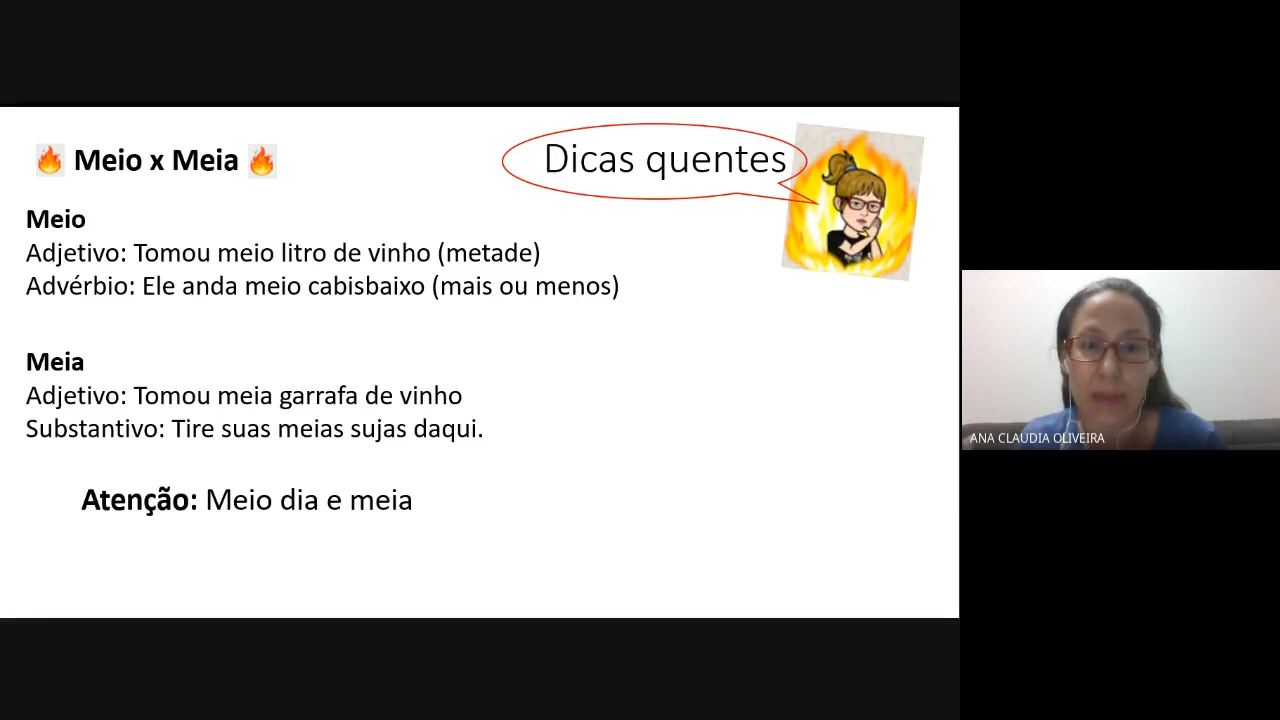 Meio x Meia
Dicas quentes
Meio
Adjetivo: Tomou meio litro de vinho (metade)
Advérbio: Ele anda meio cabisbaixo (mais ou menos)
Meia
Adjetivo: Tomou meia garrafa de vinho
Substantivo: Tire suas meias sujas daqui.
Atenção: Meio dia e meia
ANA CLAUDIA OLIVEIRA